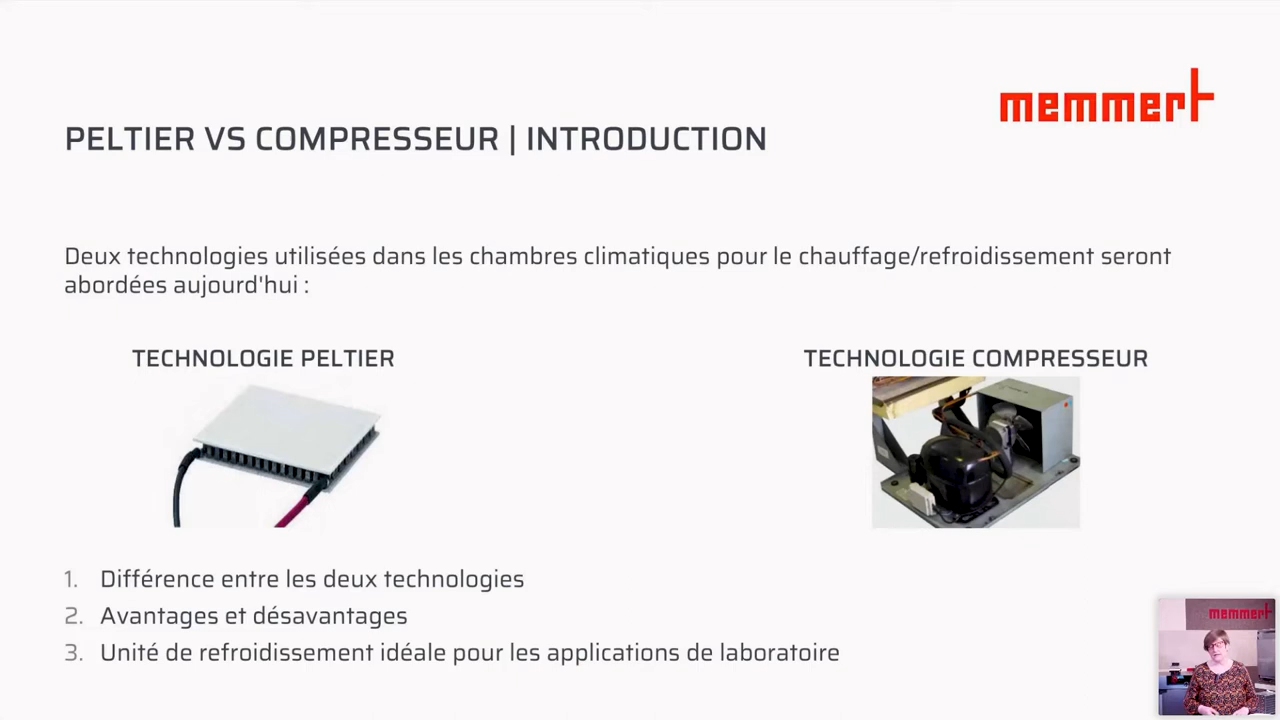 memmert
PELTIER VS COMPRESSEUR | INTRODUCTION
Deux technologies utilisées dans les chambres climatiques pour le chauffage/refroidissement seront
abordées aujourd'hui :
TECHNOLOGIE PELTIER
TECHNOLOGIE COMPRESSEUR
1. Différence entre les deux technologies
2. Avantages et désavantages
3. Unité de refroidissement idéale pour les applications de laboratoire
memmert